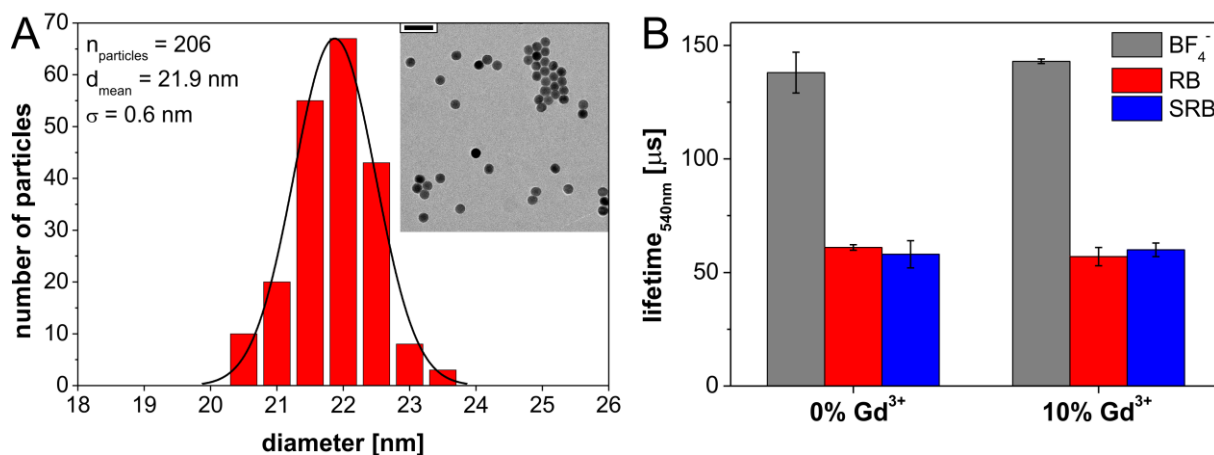 A
n_particles = 206
d_mean = 21.9 nm
σ = 0.6 nm
number of particles
70
60
50
40
30
20
10
0
18 19 20 21 22 23 24 25 26
diameter [nm]
B
BF₄⁻
RB
SRB
lifetime_540nm [μs]
150
100
50
0
0% Gd³⁺ 10% Gd³⁺